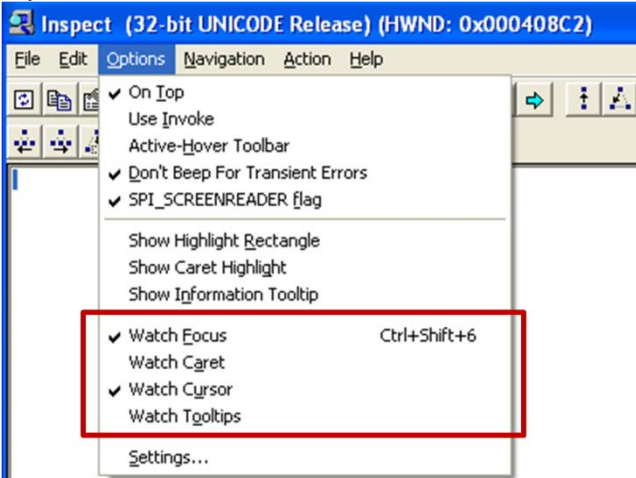 Inspect (32-bit UNICODE Release) (HWND: 0x000408C2)
File Edit Options Navigation Action Help
✓ On Top
Use Invoke
Active-Hover Toolbar
✓ Don't Beep For Transient Errors
✓ SPI_SCREENREADER flag
Show Highlight Rectangle
Show Caret Highlight
Show Information Tooltip
✓ Watch Focus Ctrl+Shift+6
Watch Caret
✓ Watch Cursor
Watch Tooltips
Settings...